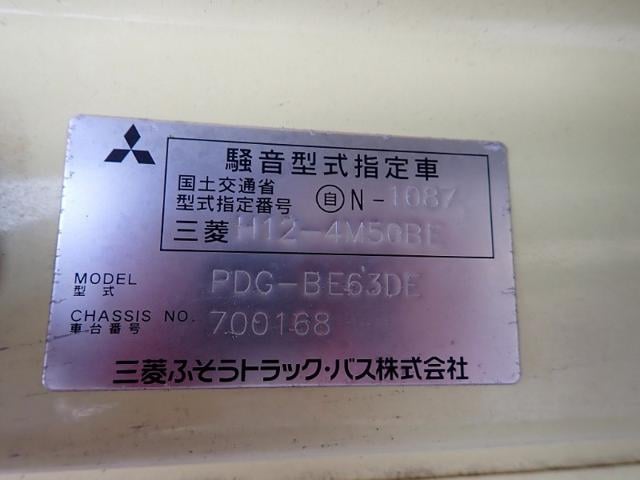 騒音型式指定車
国土交通省
型式指定番号 自 N-1087
三菱 H12-4M50BE
MODEL
型式 PDG-BE63DE
CHASSIS NO.
車台番号 700168
三菱ふそうトラック・バス株式会社